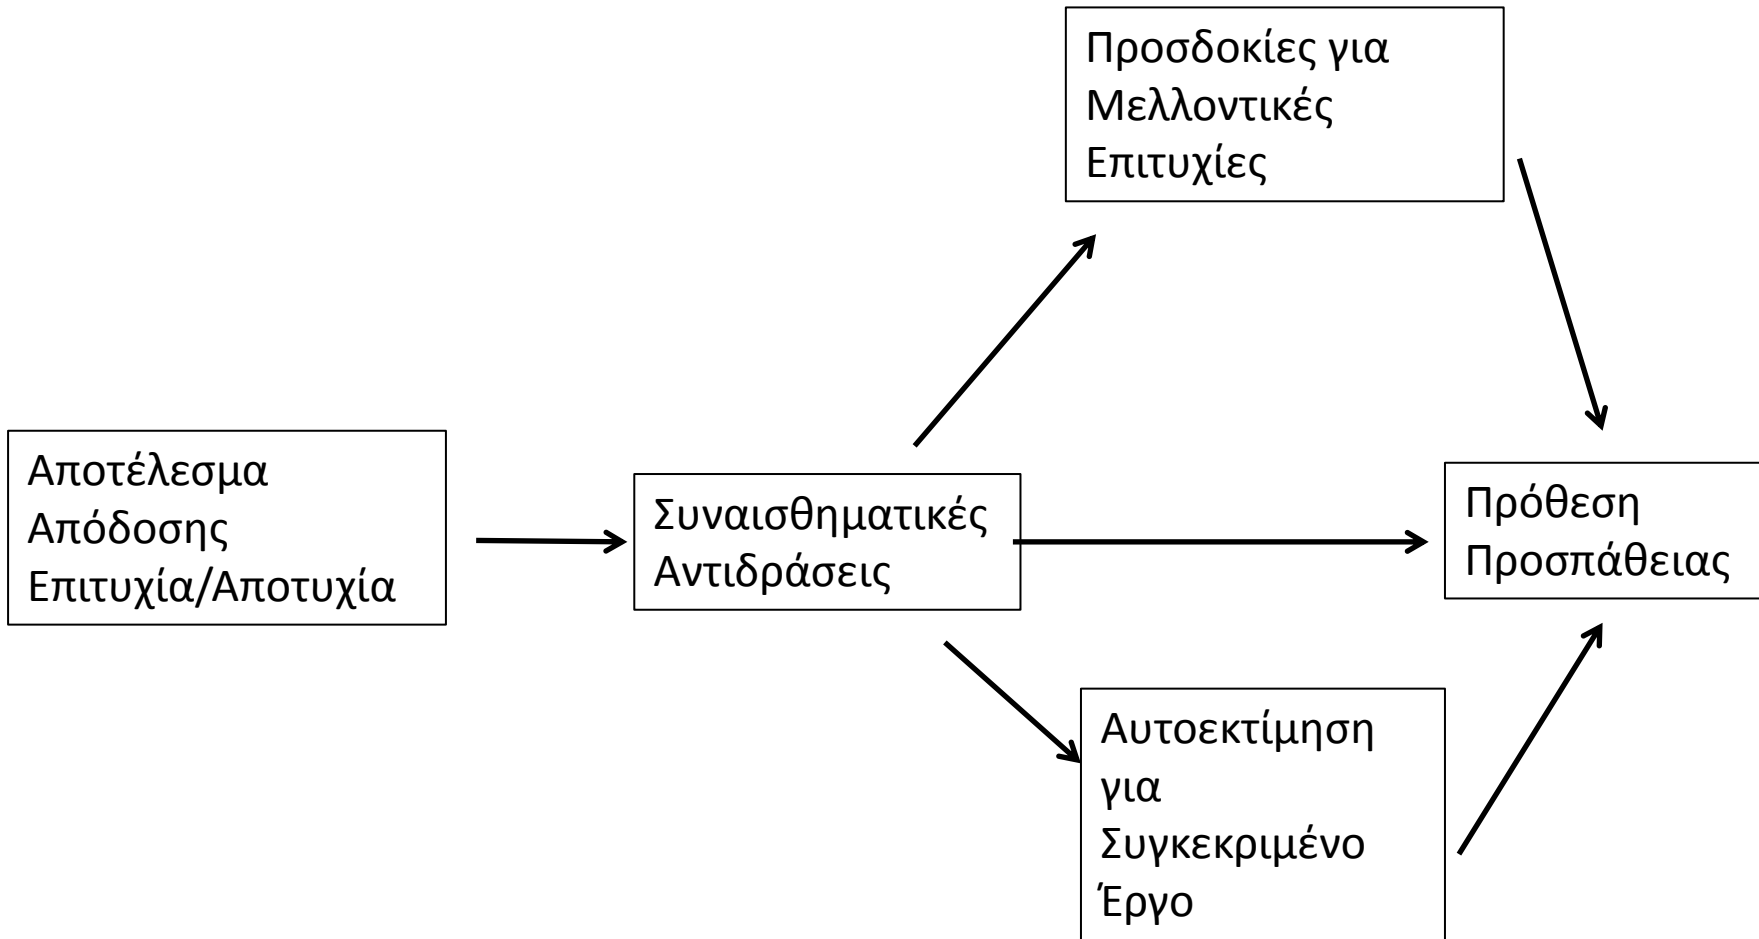 Προσδοκίες για
Μελλοντικές
Επιτυχίες
Αποτέλεσμα
Απόδοσης
Επιτυχία/Αποτυχία
Συναισθηματικές
Αντιδράσεις
Πρόθεση
Προσπάθειας
Αυτοεκτίμηση
για
Συγκεκριμένο
Έργο